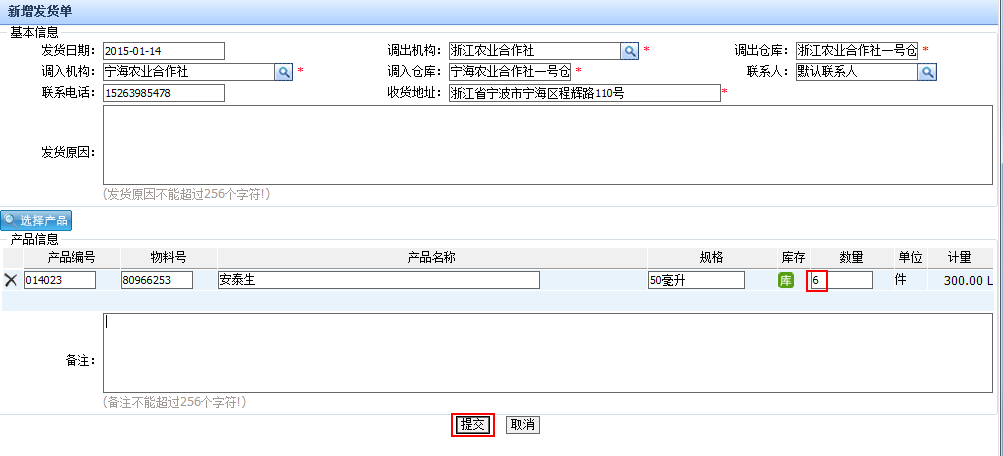 新增发货单
基本信息
发货日期： 2015-01-14 调出机构： 浙江农业合作社 * 调出仓库： 浙江农业合作社一号仓 *
调入机构： 宁海农业合作社 * 调入仓库： 宁海农业合作社一号仓 * 联系人： 默认联系人
联系电话： 15263985478 收货地址： 浙江省宁波市宁海区程辉路110号 *
发货原因：
(发货原因不能超过256个字符!)
选择产品
产品信息
产品编号 物料号 产品名称 规格 库存 数量 单位 计量
014023 80966253 安泰生 50毫升 库 6 件 300.00 L
备注：
(备注不能超过256个字符!)
提交 取消